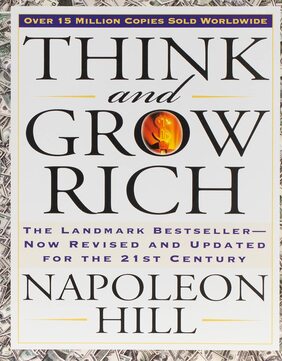 OVER 15 MILLION COPIES SOLD WORLDWIDE
THINK
and
GROW
RICH
THE LANDMARK BESTSELLER—
NOW REVISED AND UPDATED
FOR THE 21ST CENTURY
NAPOLEON
HILL